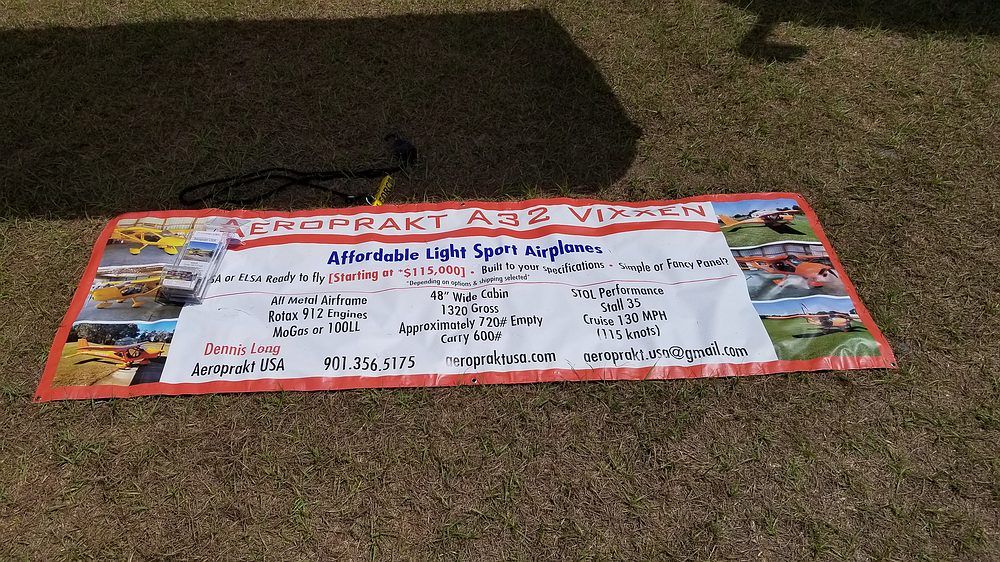 AEROPRAKT A32 VIXXEN
Affordable Light Sport Airplanes
SA or ELSA Ready to fly [Starting at *$115,000] • Built to your specifications • Simple or Fancy Panel?
*Depending on options & shipping selected*
All Metal Airframe
Rotax 912 Engines
MoGas or 100LL
48" Wide Cabin
1320 Gross
Approximately 720# Empty
Carry 600#
STOL Performance
Stall 35
Cruise 130 MPH
(115 knots)
Dennis Long
Aeroprakt USA
901.356.5175
aeropraktusa.com
aeroprakt.usa@gmail.com